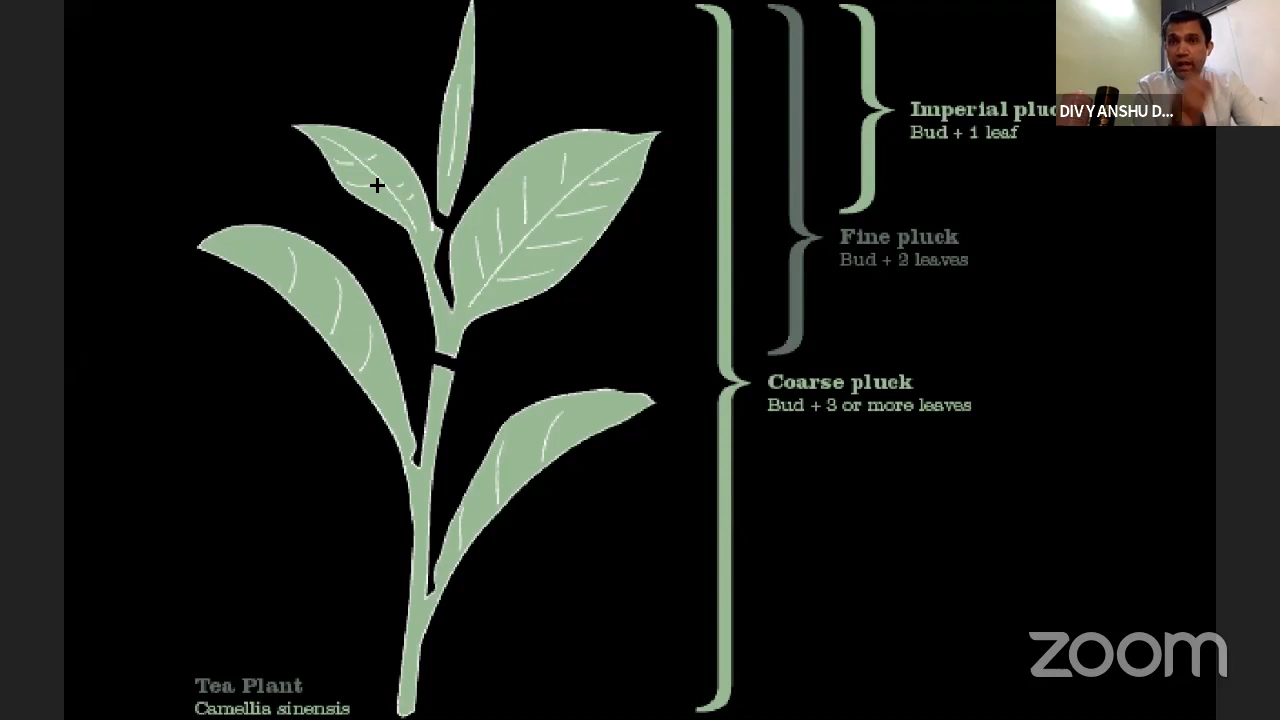 Imperial
Bud + 1 leaf
DIVYANSHU D...
Fine pluck
Bud + 2 leaves
Coarse pluck
Bud + 3 or more leaves
Tea Plant
Camellia sinensis
zoom